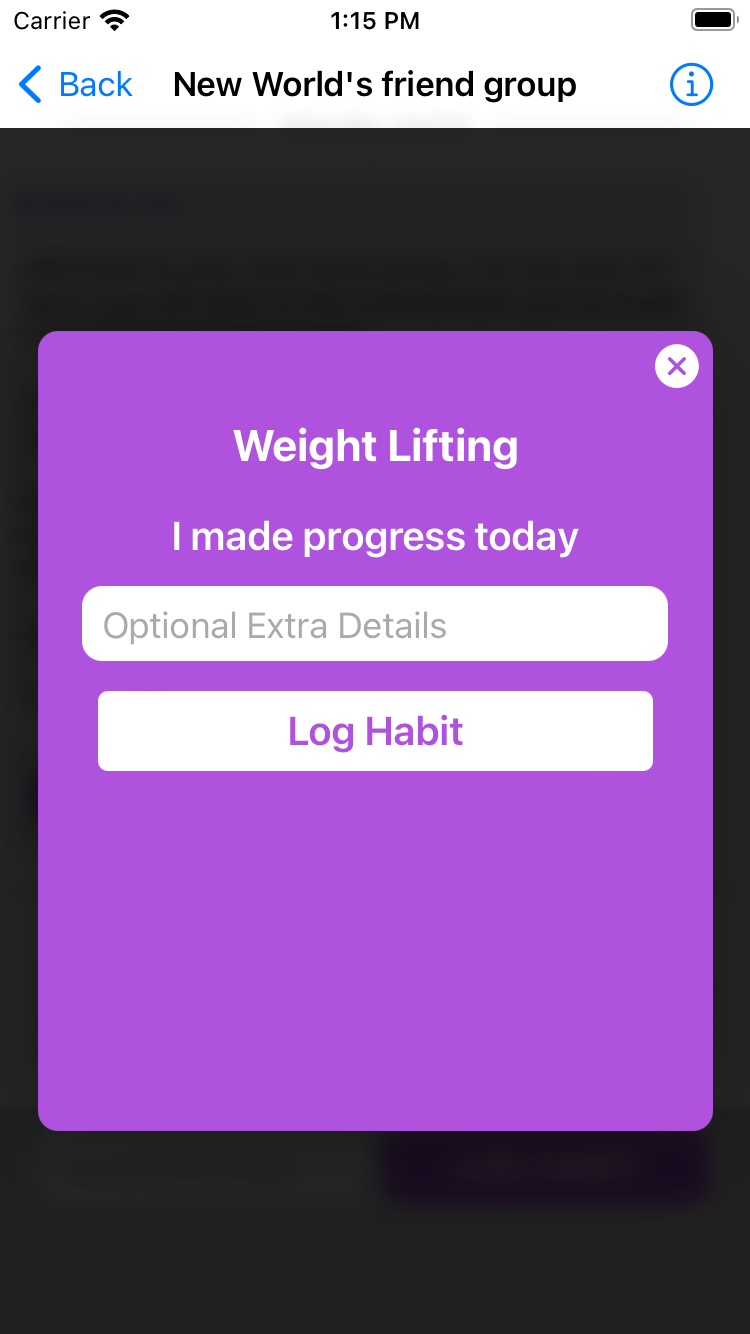 Carrier 1:15 PM
Back New World's friend group
Weight Lifting
I made progress today
Optional Extra Details
Log Habit